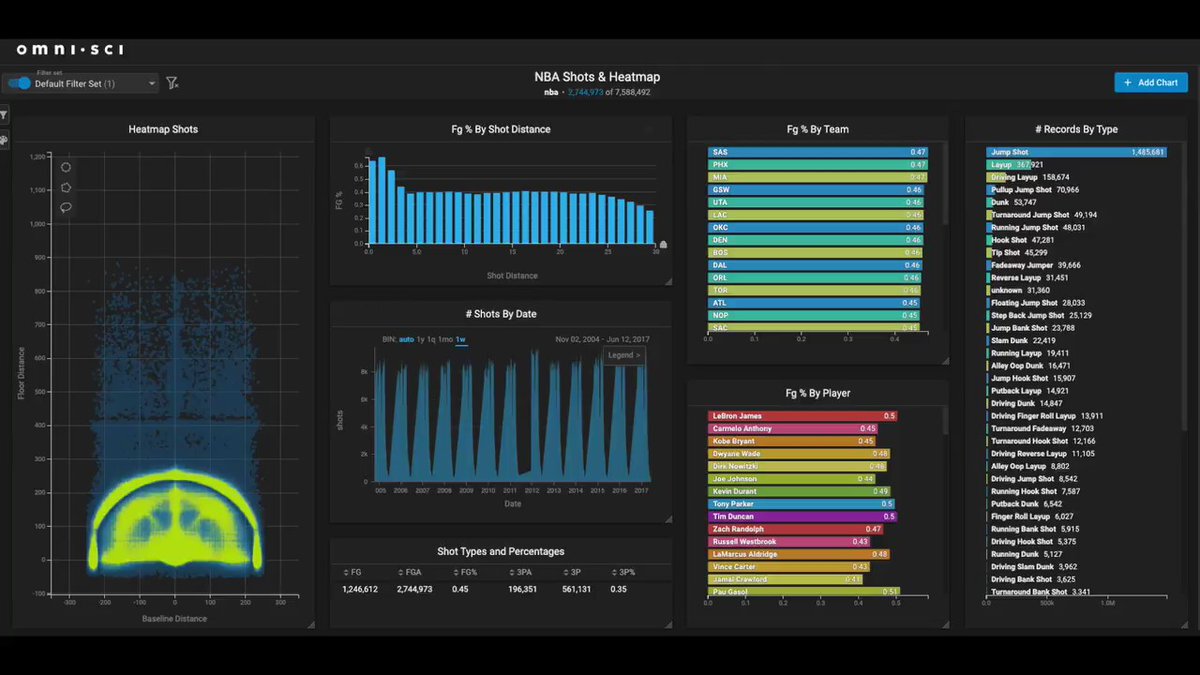 omni·sci
Filter set
Default Filter Set (1)
NBA Shots & Heatmap
nba • 2,744,973 of 7,588,492
+ Add Chart
Heatmap Shots
1,200
1,100
1,000
900
800
700
600
500
400
300
200
100
0
-100
-300 -200 -100 0 100 200 300
Floor Distance
Baseline Distance
Fg % By Shot Distance
0.6
0.5
0.4
0.3
0.2
0.1
0.0
0.0 5.0 10 15 20 25 30
FG %
Shot Distance
# Shots By Date
BIN: auto 1y 1q 1mo 1w
Nov 02, 2004 - Jun 12, 2017
Legend >
8k
6k
4k
2k
0
005 2006 2007 2008 2009 2010 2011 2012 2013 2014 2015 2016 2017
shots
Date
Shot Types and Percentages
FG FGA FG% 3PA 3P 3P%
1,246,612 2,744,973 0.45 196,351 561,131 0.35
Fg % By Team
SAS 0.47
PHX 0.47
MIA 0.47
GSW 0.46
UTA 0.46
LAC 0.46
OKC 0.46
DEN 0.46
BOS 0.46
DAL 0.46
ORL 0.46
TOR 0.46
ATL 0.45
NOP 0.45
SAC 0.45
0.0 0.1 0.2 0.3 0.4
Fg % By Player
LeBron James 0.5
Carmelo Anthony 0.45
Kobe Bryant 0.45
Dwyane Wade 0.48
Dirk Nowitzki 0.48
Joe Johnson 0.44
Kevin Durant 0.49
Tony Parker 0.5
Tim Duncan 0.5
Zach Randolph 0.47
Russell Westbrook 0.43
LaMarcus Aldridge 0.48
Vince Carter 0.43
Jamal Crawford 0.41
Pau Gasol 0.51
0.0 0.1 0.2 0.3 0.4 0.5
# Records By Type
Jump Shot 1,485,681
Layup 367,921
Driving Layup 158,674
Pullup Jump Shot 70,966
Dunk 53,747
Turnaround Jump Shot 49,194
Running Jump Shot 48,031
Hook Shot 47,281
Tip Shot 45,299
Fadeaway Jumper 39,666
Reverse Layup 31,451
unknown 31,360
Floating Jump Shot 28,033
Step Back Jump Shot 25,129
Jump Bank Shot 23,788
Slam Dunk 22,419
Running Layup 19,411
Alley Oop Dunk 16,471
Jump Hook Shot 15,907
Putback Layup 14,921
Driving Dunk 14,847
Driving Finger Roll Layup 13,911
Turnaround Fadeaway 12,703
Turnaround Hook Shot 12,166
Driving Reverse Layup 11,105
Alley Oop Layup 8,802
Driving Jump Shot 8,542
Running Hook Shot 7,587
Putback Dunk 6,542
Finger Roll Layup 6,027
Running Bank Shot 5,915
Driving Hook Shot 5,375
Running Dunk 5,127
Driving Slam Dunk 3,962
Driving Bank Shot 3,625
Turnaround Bank Shot 3,341
0.0 500k 1.0M